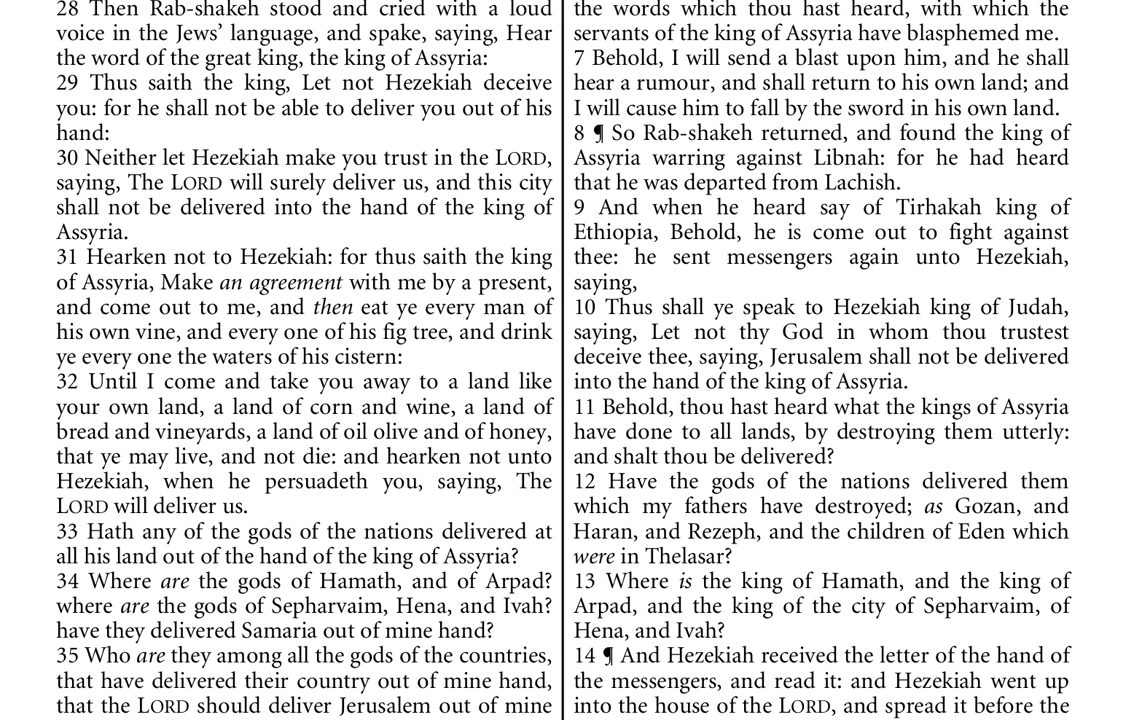 28 Then Rab-shakeh stood and cried with a loud
voice in the Jews’ language, and spake, saying, Hear
the word of the great king, the king of Assyria:
29 Thus saith the king, Let not Hezekiah deceive
you: for he shall not be able to deliver you out of his
hand:
30 Neither let Hezekiah make you trust in the LORD,
saying, The LORD will surely deliver us, and this city
shall not be delivered into the hand of the king of
Assyria.
31 Hearken not to Hezekiah: for thus saith the king
of Assyria, Make an agreement with me by a present,
and come out to me, and then eat ye every man of
his own vine, and every one of his fig tree, and drink
ye every one the waters of his cistern:
32 Until I come and take you away to a land like
your own land, a land of corn and wine, a land of
bread and vineyards, a land of oil olive and of honey,
that ye may live, and not die: and hearken not unto
Hezekiah, when he persuadeth you, saying, The
LORD will deliver us.
33 Hath any of the gods of the nations delivered at
all his land out of the hand of the king of Assyria?
34 Where are the gods of Hamath, and of Arpad?
where are the gods of Sepharvaim, Hena, and Ivah?
have they delivered Samaria out of mine hand?
35 Who are they among all the gods of the countries,
that have delivered their country out of mine hand,
that the LORD should deliver Jerusalem out of mine
the words which thou hast heard, with which the
servants of the king of Assyria have blasphemed me.
7 Behold, I will send a blast upon him, and he shall
hear a rumour, and shall return to his own land; and
I will cause him to fall by the sword in his own land.
8 ¶ So Rab-shakeh returned, and found the king of
Assyria warring against Libnah: for he had heard
that he was departed from Lachish.
9 And when he heard say of Tirhakah king of
Ethiopia, Behold, he is come out to fight against
thee: he sent messengers again unto Hezekiah,
saying,
10 Thus shall ye speak to Hezekiah king of Judah,
saying, Let not thy God in whom thou trustest
deceive thee, saying, Jerusalem shall not be delivered
into the hand of the king of Assyria.
11 Behold, thou hast heard what the kings of Assyria
have done to all lands, by destroying them utterly:
and shalt thou be delivered?
12 Have the gods of the nations delivered them
which my fathers have destroyed; as Gozan, and
Haran, and Rezeph, and the children of Eden which
were in Thelasar?
13 Where is the king of Hamath, and the king of
Arpad, and the king of the city of Sepharvaim, of
Hena, and Ivah?
14 ¶ And Hezekiah received the letter of the hand of
the messengers, and read it: and Hezekiah went up
into the house of the LORD, and spread it before the